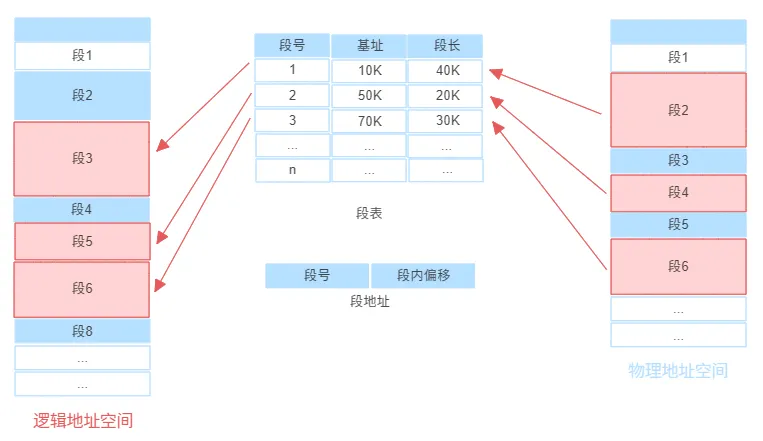 段1
段2
段3
段4
段5
段6
段8
...
...
逻辑地址空间
段号 基址 段长
1 10K 40K
2 50K 20K
3 70K 30K
... ... ...
n ... ...
段表
段号 段内偏移
段地址
段1
段2
段3
段4
段5
段6
...
...
物理地址空间